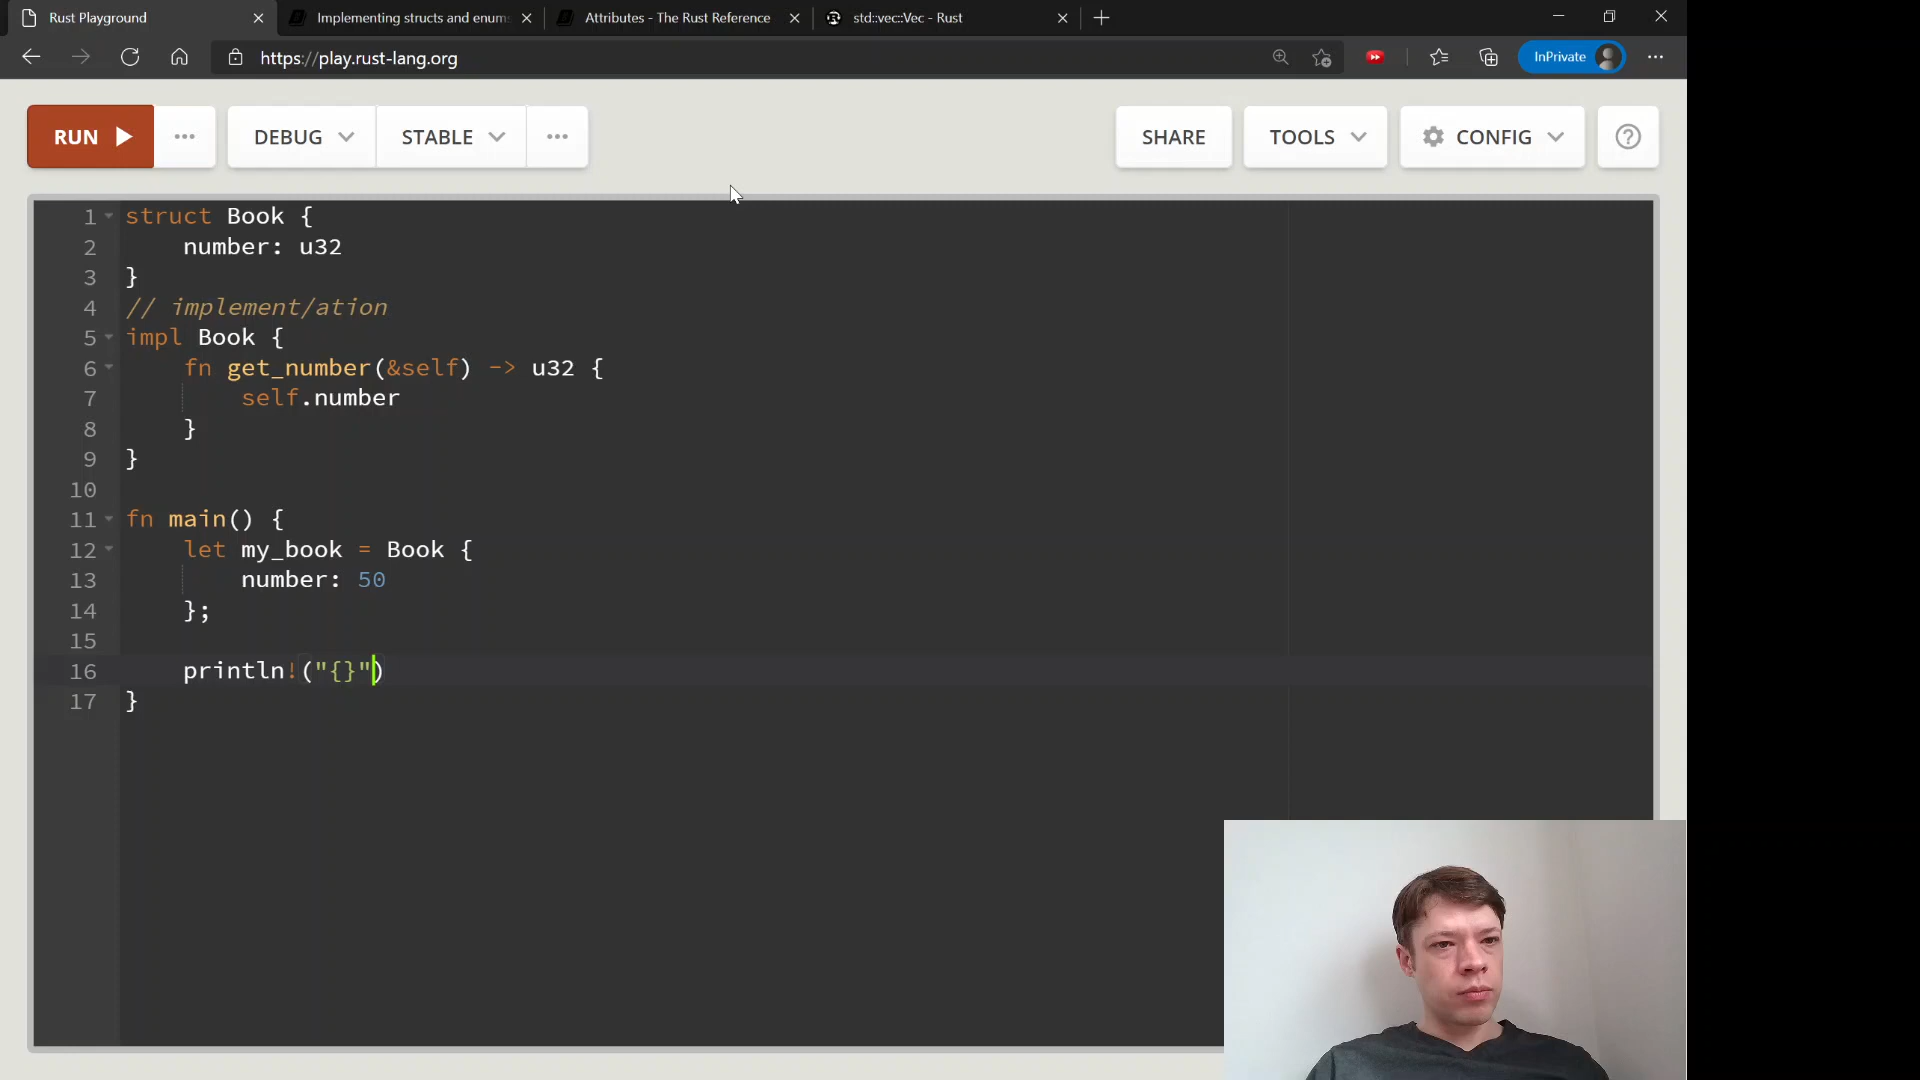 Rust Playground
Implementing structs and enum
Attributes - The Rust Reference
std::vec::Vec - Rust
https://play.rust-lang.org
InPrivate
RUN
DEBUG
STABLE
SHARE
TOOLS
CONFIG
1 struct Book {
2 number: u32
3 }
4 // implement/ation
5 impl Book {
6 fn get_number(&self) -> u32 {
7 self.number
8 }
9 }
10
11 fn main() {
12 let my_book = Book {
13 number: 50
14 };
15
16 println!("{}")
17 }